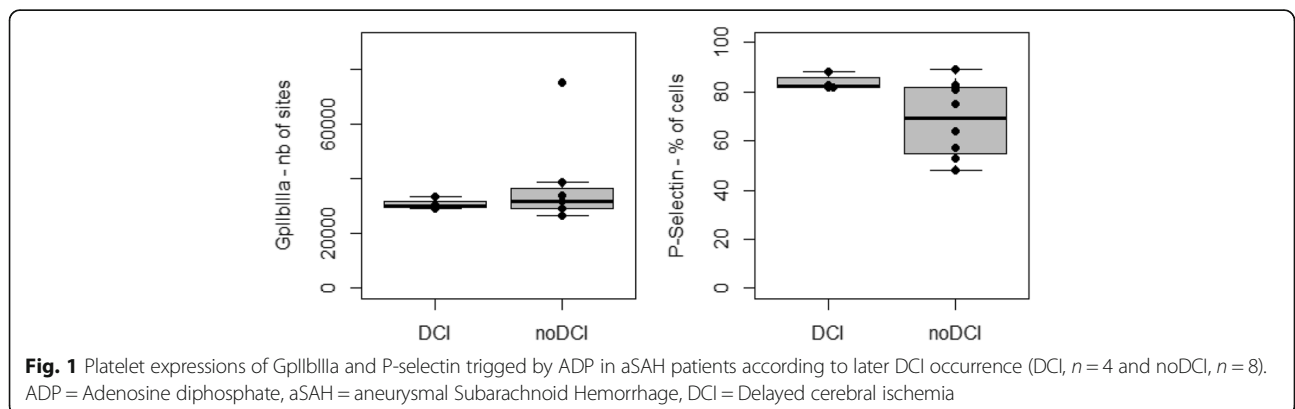 GpIIbIIIa - nb of sites
60000
20000
0
DCI
noDCI
P-Selectin - % of cells
100
80
60
40
20
0
DCI
noDCI
Fig. 1 Platelet expressions of GpIIbIIIa and P-selectin trigged by ADP in aSAH patients according to later DCI occurrence (DCI, n = 4 and noDCI, n = 8).
ADP = Adenosine diphosphate, aSAH = aneurysmal Subarachnoid Hemorrhage, DCI = Delayed cerebral ischemia